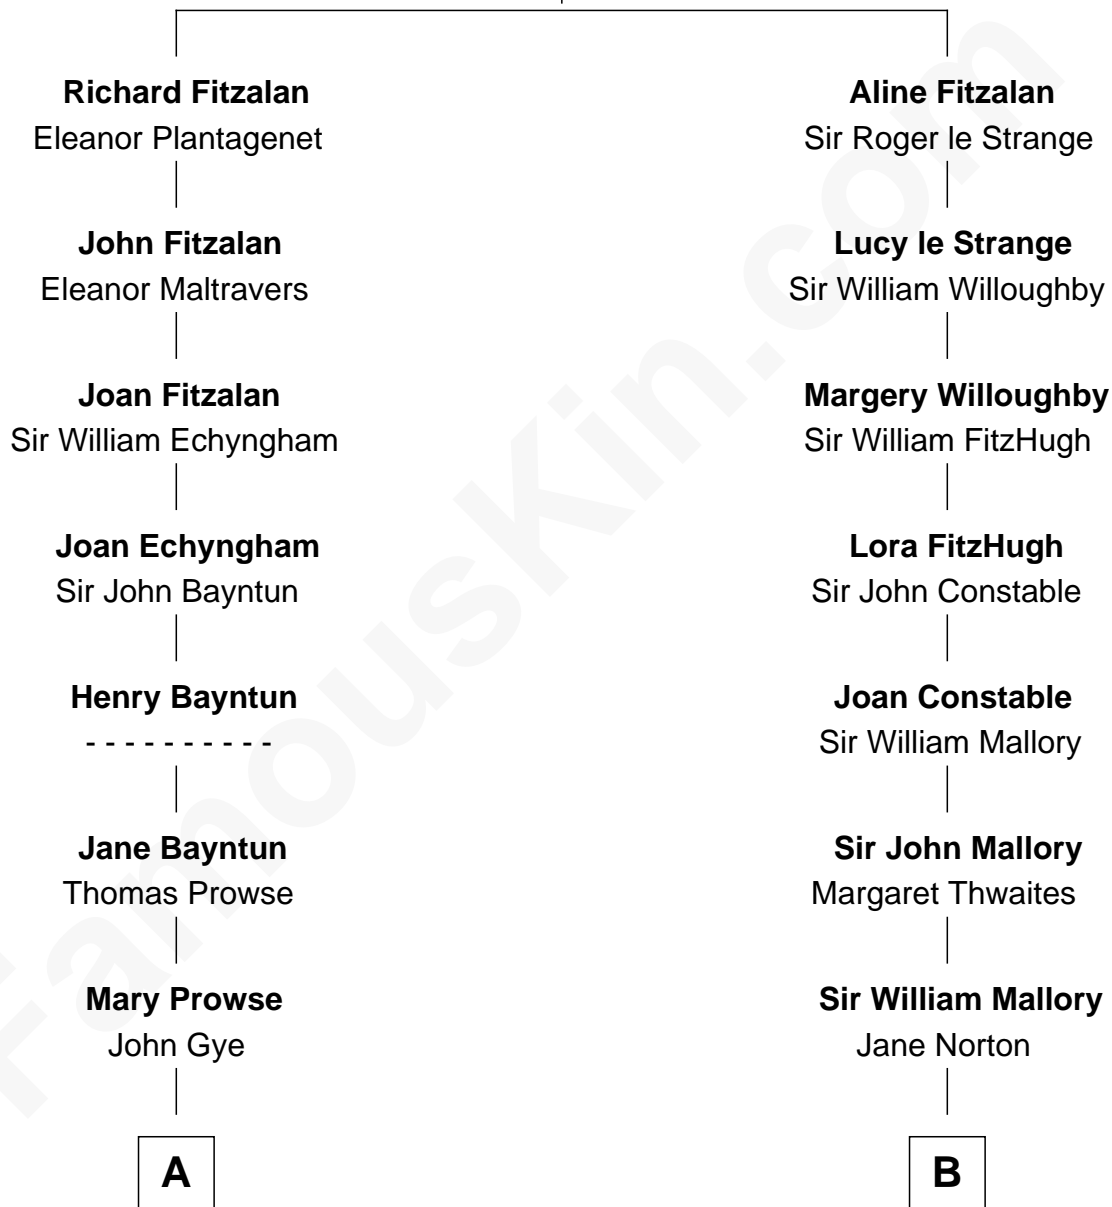 Richard Fitzalan
Eleanor Plantagenet
John Fitzalan
Eleanor Maltravers
Joan Fitzalan
Sir William Echyngham
Joan Echyngham
Sir John Bayntun
Henry Bayntun
- - - - - - - - - -
Jane Bayntun
Thomas Prowse
Mary Prowse
John Gye
A
Aline Fitzalan
Sir Roger le Strange
Lucy le Strange
Sir William Willoughby
Margery Willoughby
Sir William FitzHugh
Lora FitzHugh
Sir John Constable
Joan Constable
Sir William Mallory
Sir John Mallory
Margaret Thwaites
Sir William Mallory
Jane Norton
B
FamousKin.com